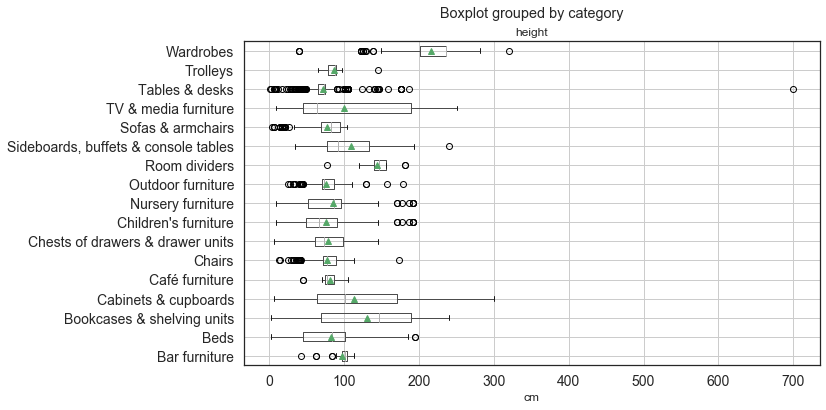 Boxplot grouped by category
height
Wardrobes
Trolleys
Tables & desks
TV & media furniture
Sofas & armchairs
Sideboards, buffets & console tables
Room dividers
Outdoor furniture
Nursery furniture
Children's furniture
Chests of drawers & drawer units
Chairs
Café furniture
Cabinets & cupboards
Bookcases & shelving units
Beds
Bar furniture
0 100 200 300 400 500 600 700
cm